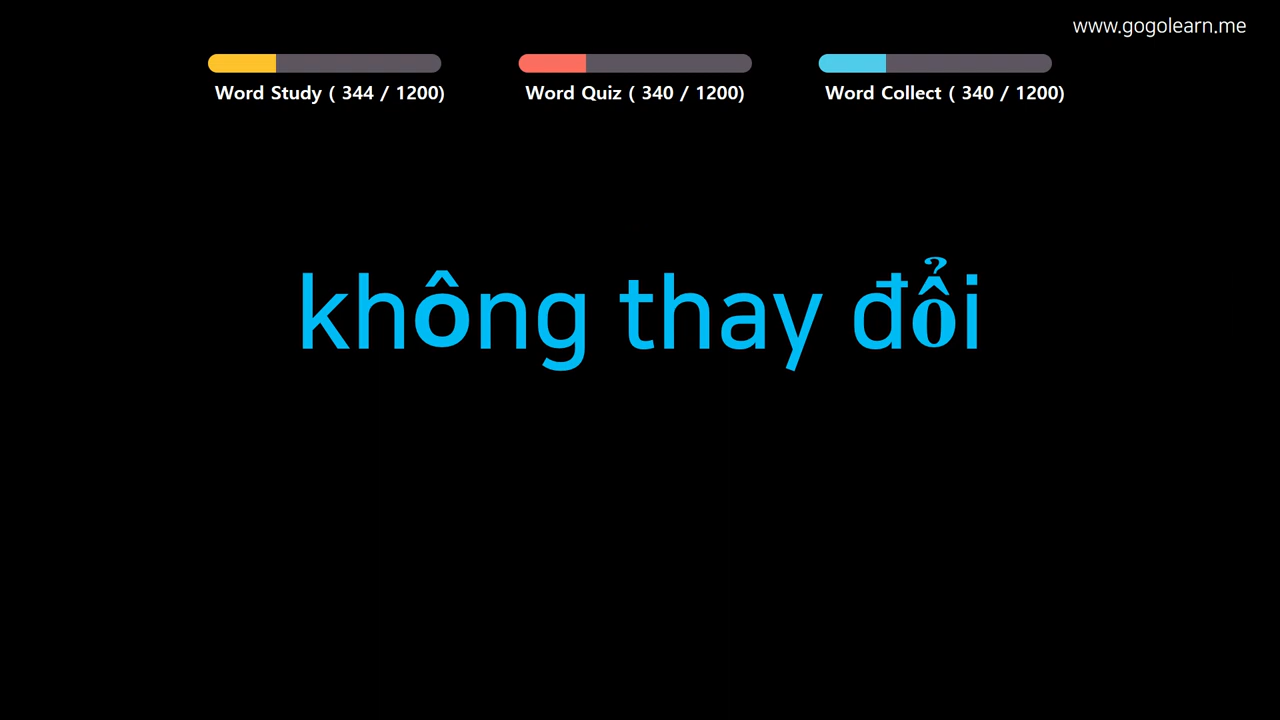 www.gogolearn.me
Word Study ( 344 / 1200)
Word Quiz ( 340 / 1200)
Word Collect ( 340 / 1200)
không thay đổi